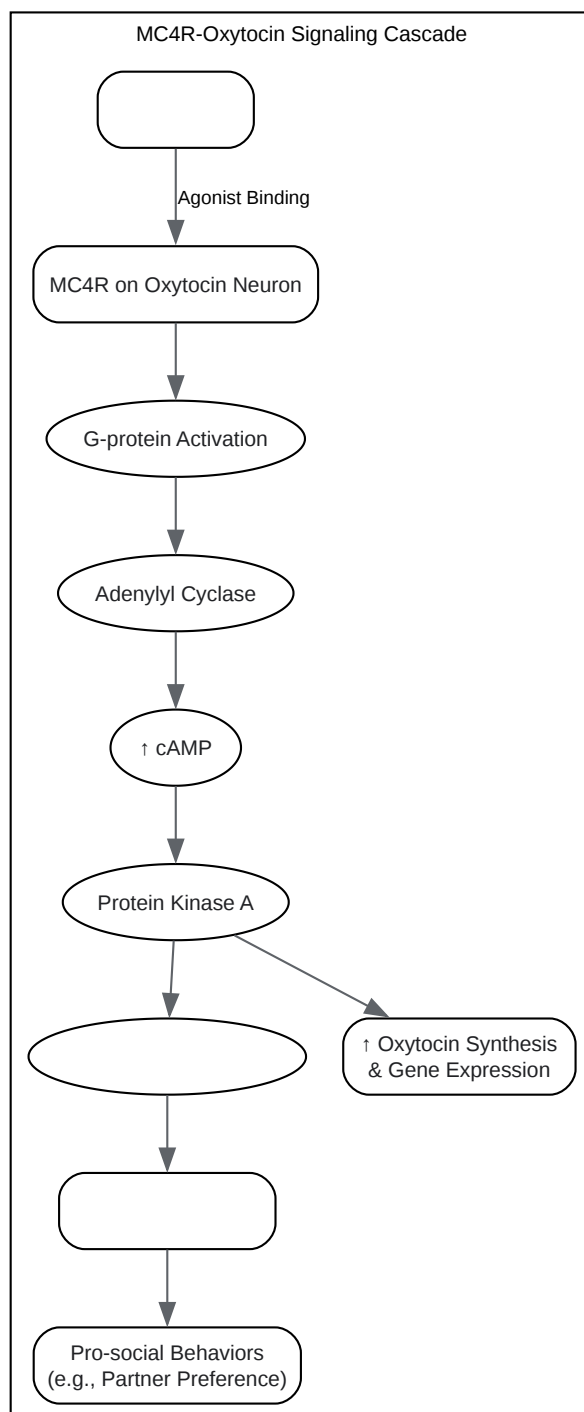 MC4R-Oxytocin Signaling Cascade
Agonist Binding
MC4R on Oxytocin Neuron
G-protein Activation
Adenylyl Cyclase
↑ cAMP
Protein Kinase A
↑ Oxytocin Synthesis
& Gene Expression
Pro-social Behaviors
(e.g., Partner Preference)